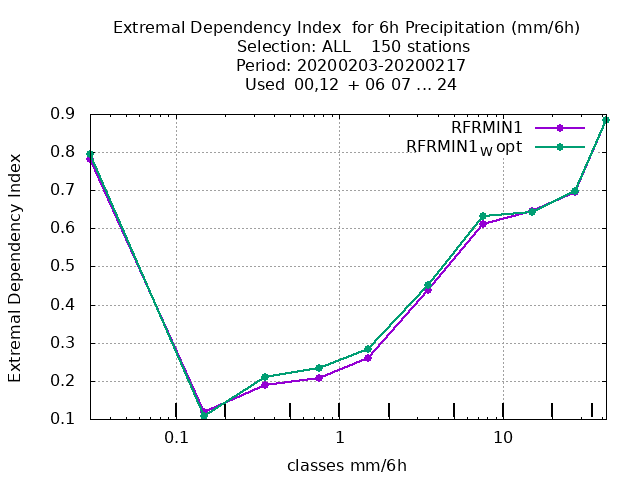 Extremal Dependency Index  for 6h Precipitation (mm/6h)
Selection: ALL    150 stations
Period: 20200203-20200217
Used  00,12  + 06 07 ... 24
RFRMIN1
RFRMIN1W opt
Extremal Dependency Index
0.9
0.8
0.7
0.6
0.5
0.4
0.3
0.2
0.1
0.1 1 10
classes mm/6h